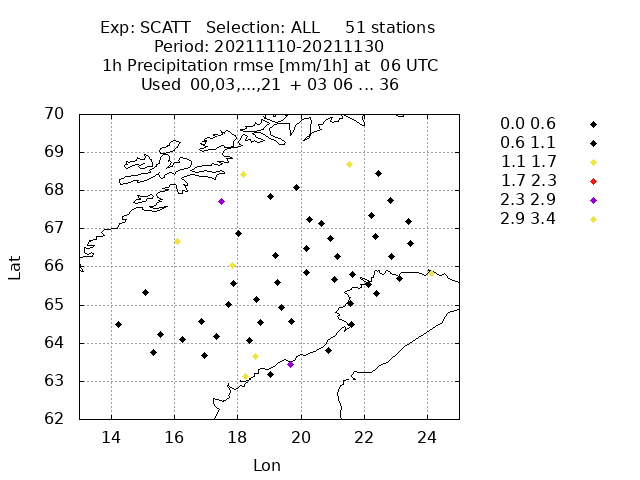 Exp: SCATT Selection: ALL 51 stations
Period: 20211110-20211130
1h Precipitation rmse [mm/1h] at 06 UTC
Used 00,03,...,21 + 03 06 ... 36
70
69
68
67
66
65
64
63
62
Lat
14 16 18 20 22 24
Lon
0.0 0.6
0.6 1.1
1.1 1.7
1.7 2.3
2.3 2.9
2.9 3.4